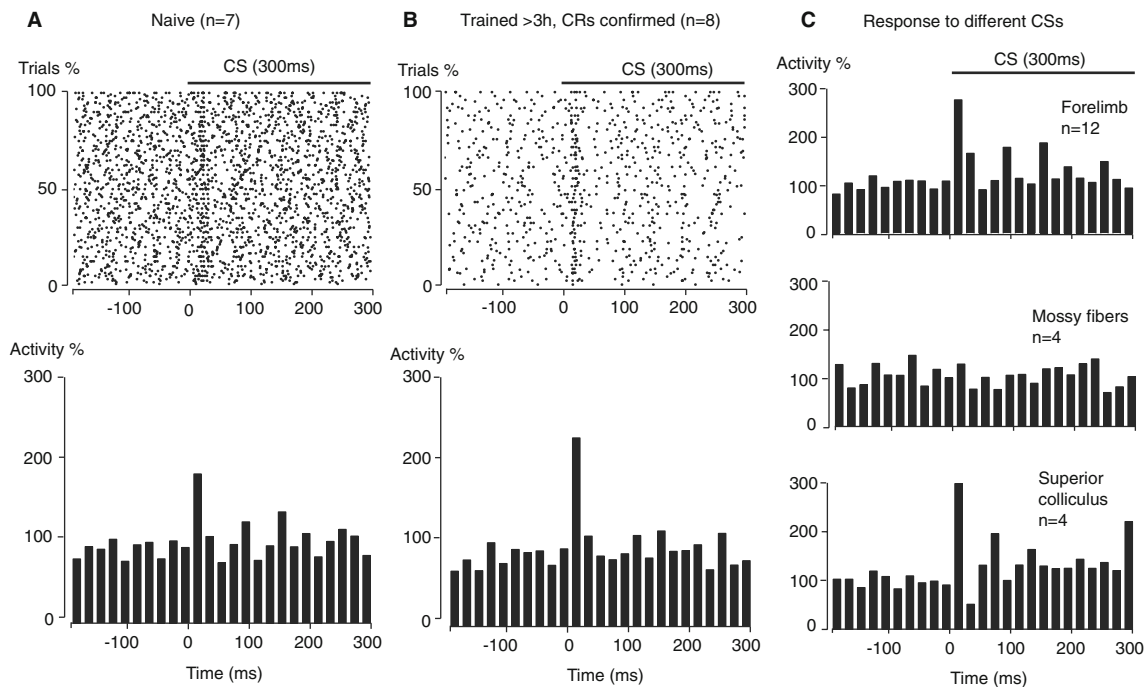 A
Naive (n=7)
Trials %
CS (300ms)
100
50
0
-100
0
100
200
300
Activity %
300
200
100
0
-100
0
100
200
300
Time (ms)
B
Trained >3h, CRs confirmed (n=8)
Trials %
CS (300ms)
100
50
0
-100
0
100
200
300
Activity %
300
200
100
0
-100
0
100
200
300
Time (ms)
C
Response to different CSs
Activity %
CS (300ms)
300
200
100
0
Forelimb
n=12
300
200
100
0
Mossy fibers
n=4
300
200
100
0
Superior
colliculus
n=4
-100
0
100
200
300
Time (ms)